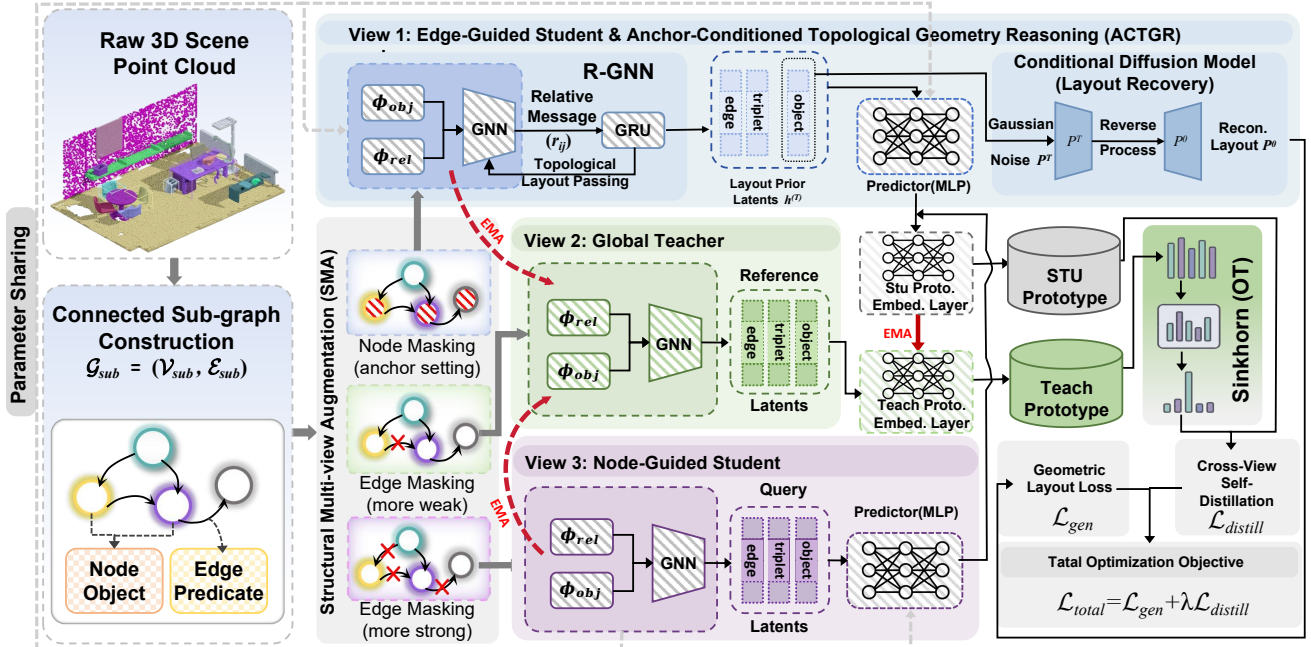 Parameter Sharing
Raw 3D Scene
Point Cloud
Connected Sub-graph
Construction
𝒢_sub = (𝒱_sub, ℰ_sub)
Node
Object
Edge
Predicate
Structural Multi-view Augmentation (SMA)
Node Masking
(anchor setting)
Edge Masking
(more weak)
Edge Masking
(more strong)
View 1: Edge-Guided Student & Anchor-Conditioned Topological Geometry Reasoning (ACTGR)
R-GNN
ϕ_obj
ϕ_rel
GNN
Relative
Message
(r_ij)
Topological
Layout Passing
GRU
edge
triplet
object
Layout Prior
Latents h^(T)
Predictor(MLP)
Conditional Diffusion Model
(Layout Recovery)
Gaussian
Noise P^T
P^T
Reverse
Process
P^0
Recon.
Layout P^0
EMA
View 2: Global Teacher
ϕ_rel
ϕ_obj
GNN
Reference
edge
triplet
object
Latents
Stu Proto.
Embed. Layer
EMA
Teach Proto.
Embed. Layer
STU
Prototype
Teach
Prototype
Sinkhorn (OT)
EMA
View 3: Node-Guided Student
ϕ_rel
ϕ_obj
GNN
Query
edge
triplet
object
Latents
Predictor(MLP)
Geometric
Layout Loss
ℒ_gen
Cross-View
Self-
Distillation
ℒ_distill
Tatal Optimization Objective
ℒ_total=ℒ_gen+λℒ_distill